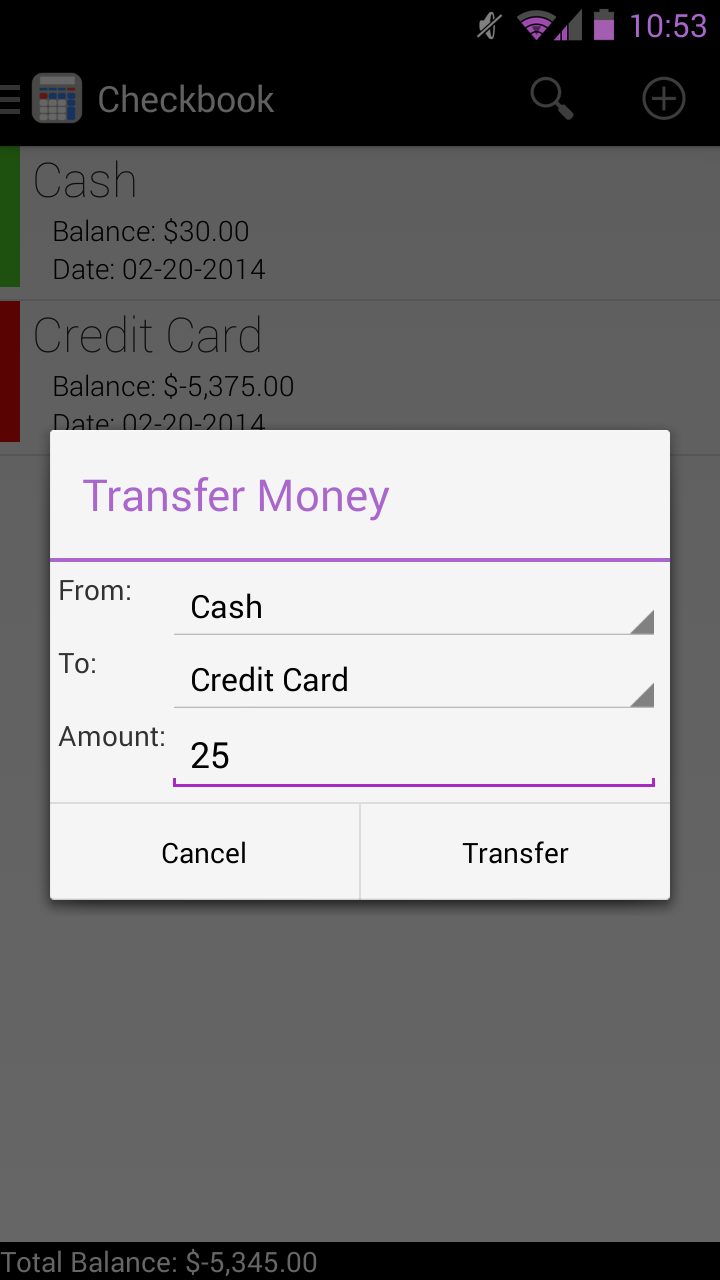 10:53
Checkbook
Cash
Balance: $30.00
Date: 02-20-2014
Credit Card
Balance: $-5,375.00
Date: 02-20-2014
Transfer Money
From: Cash
To: Credit Card
Amount: 25
Cancel Transfer
Total Balance: $-5,345.00